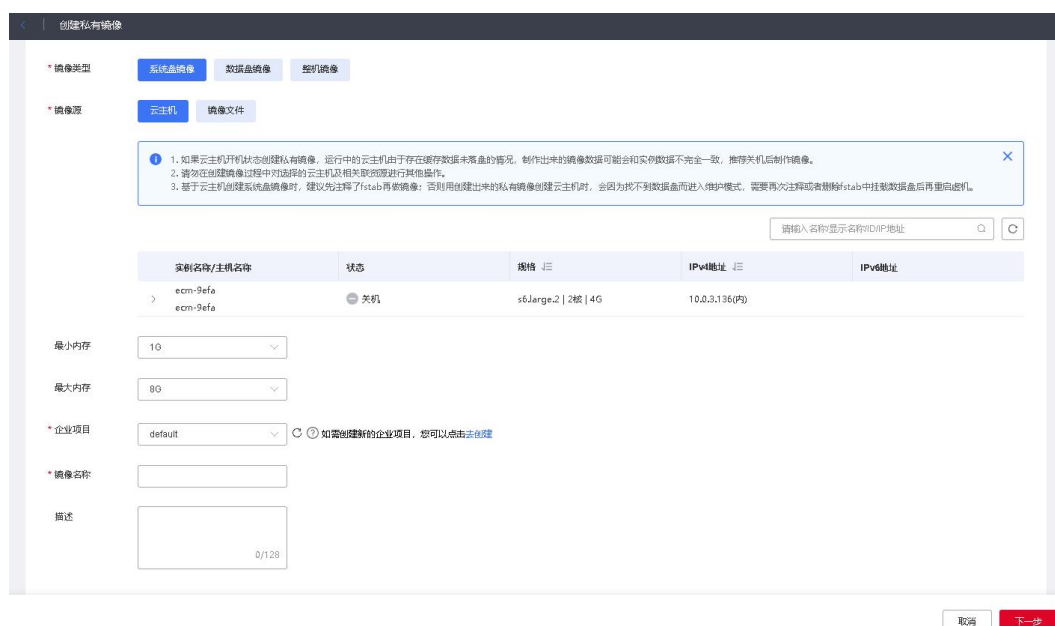 创建私有镜像
* 镜像类型
系统盘镜像 数据盘镜像 整机镜像
* 镜像源
云主机 镜像文件
1. 如果云主机开机状态创建私有镜像，运行中的云主机由于存在缓存数据未落盘的情况，制作出来的镜像数据可能会和实例数据不完全一致，推荐关机后制作镜像。
2. 请勿在创建镜像过程中对选择的云主机及相关联资源进行其他操作。
3. 基于云主机创建系统盘镜像时，建议先注释了fstab再做镜像；否则用创建出来的私有镜像创建云主机时，会因为找不到数据盘而进入维护模式，需要再次注释或者删除fstab中挂载数据盘后再重启虚机。
请输入名称/显示名称/ID/IP地址
实例名称/主机名称 状态 规格 IPv4地址 IPv6地址
ecm-9efa
ecm-9efa
关机 s6.large.2 | 2核 | 4G 10.0.3.136(内)
最小内存 1G
最大内存 8G
* 企业项目 default 如需创建新的企业项目，您可以点击去创建
* 镜像名称
描述
0/128
取消 下一步